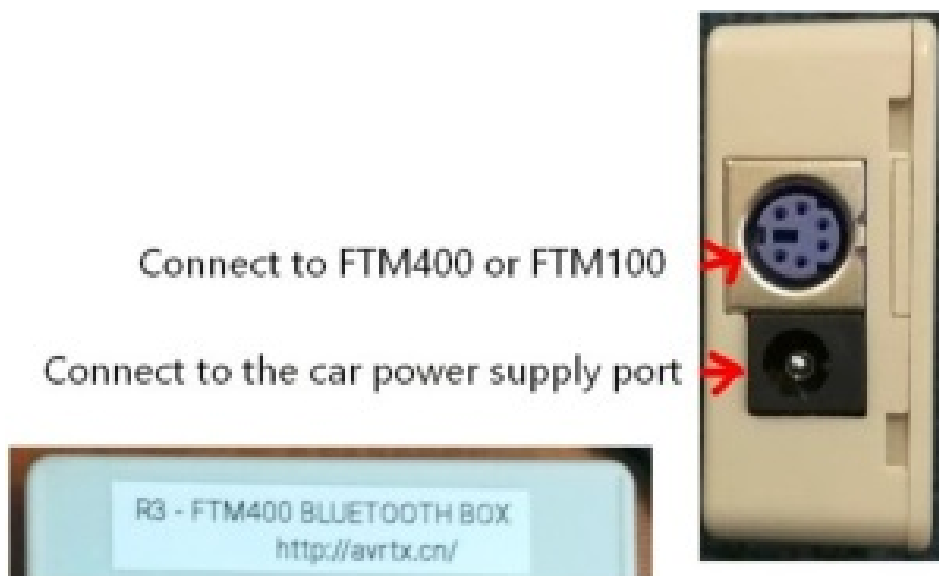 Connect to FTM400 or FTM100
Connect to the car power supply port
R3 - FTM400 BLUETOOTH BOX
http://avrtx.cn/